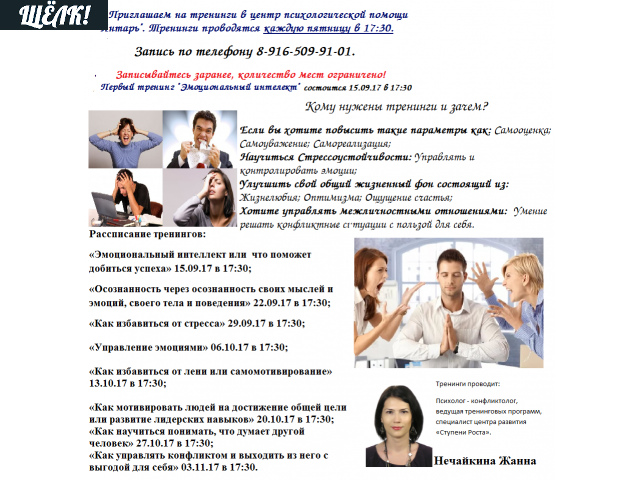 ЩЁЛК!
Приглашаем на тренинги в центр психологической помощи
нтарь". Тренинги проводятся каждую пятницу в 17:30.
Запись по телефону 8-916-509-91-01.
Записывайтесь заранее, количество мест ограничено!
Первый тренинг "Эмоциональный интелект" состоится 15.09.17 в 17:30
Кому нужены тренинги и зачем?
Если вы хотите повысить такие параметры как: Самооценка;
Самоуважение; Самореализация;
Научиться Стрессоустойчивости: Управлять и
контролировать эмоции;
Улучшить свой общий жизненный фон состоящий из:
Жизнелюбия; Оптимизма; Ощущение счастья;
Хотите управлять межличностными отношениями: Умение
решать конфликтные ситуации с пользой для себя.
Рассписание тренингов:
«Эмоциональный интеллект или что поможет
добиться успеха» 15.09.17 в 17:30;
«Осознанность через осознанность своих мыслей и
эмоций, своего тела и поведения» 22.09.17 в 17:30;
«Как избавиться от стресса» 29.09.17 в 17:30;
«Управление эмоциями» 06.10.17 в 17:30;
«Как избавиться от лени или самомотивирование»
13.10.17 в 17:30;
«Как мотивировать людей на достижение общей цели
или развитие лидерских навыков» 20.10.17 в 17:30;
«Как научиться понимать, что думает другой
человек» 27.10.17 в 17:30;
«Как управлять конфликтом и выходить из него с
выгодой для себя» 03.11.17 в 17:30.
Тренинги проводит:
Психолог - конфликтолог,
ведущая тренинговых программ,
специалист центра развития
«Ступени Роста».
Нечайкина Жанна